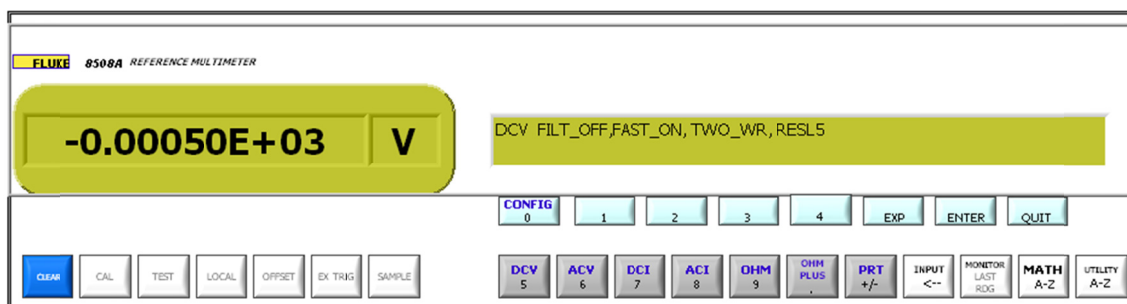 FLUKE 8508A REFERENCE MULTIMETER
-0.00050E+03 V
DCV FILT_OFF,FAST_ON, TWO_WR, RESL5
CONFIG
0 1 2 3 4 EXP ENTER QUIT
CLEAR CAL TEST LOCAL OFFSET EX TRIG SAMPLE
DCV
5
ACV
6
DCI
7
ACI
8
OHM
9
OHM
PLUS
.
PRT
+/-
INPUT
<--
MONITOR
LAST
RDG
MATH
A-Z
UTILITY
A-Z